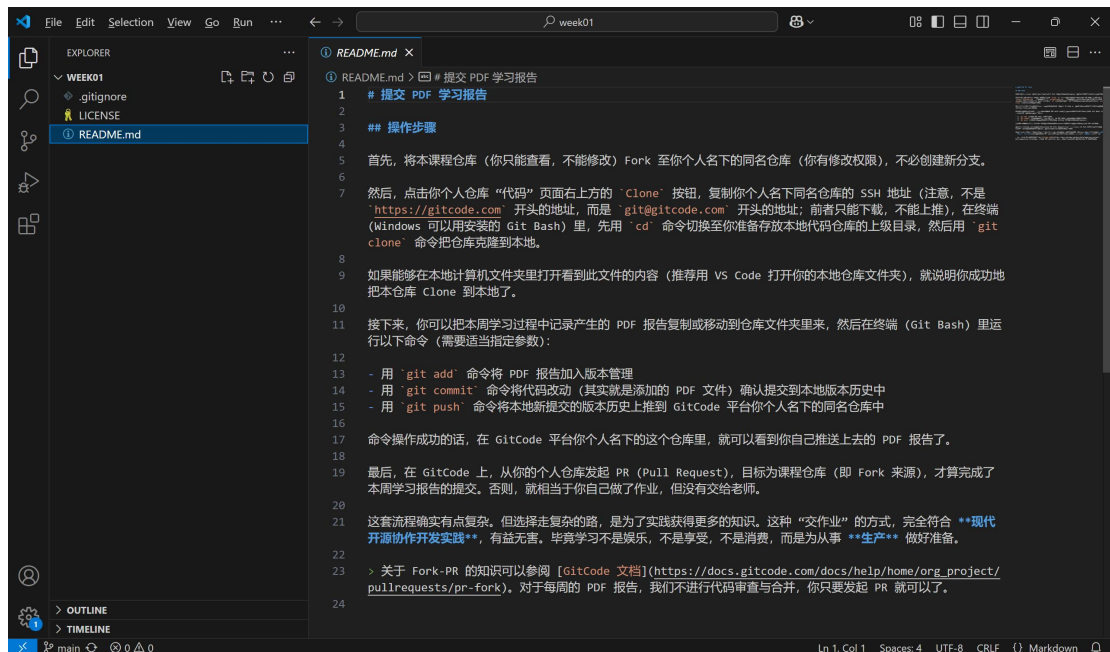 File Edit Selection View Go Run ··· week01
EXPLORER ···
README.md
WEEK01
README.md > # 提交 PDF 学习报告
.gitignore
LICENSE
README.md
1 # 提交 PDF 学习报告
2
3 ## 操作步骤
4
5 首先，将本课程仓库（你只能查看，不能修改）Fork 至你个人名下的同名仓库（你有修改权限），不必创建新分支。
6
7 然后，点击你个人仓库“代码”页面右上方的 `Clone` 按钮，复制你个人名下同名仓库的 SSH 地址（注意，不是
`https://gitcode.com` 开头的地址，而是 `git@gitcode.com` 开头的地址；前者只能下载，不能上推），在终端
（Windows 可以用安装的 Git Bash）里，先用 `cd` 命令切换至你准备存放本地代码仓库的上级目录，然后用 `git
clone` 命令把仓库克隆到本地。
8
9 如果能够在本地计算机文件夹里打开看到此文件的内容（推荐用 VS Code 打开你的本地仓库文件夹），就说明你成功地
把本仓库 Clone 到本地了。
10
11 接下来，你可以把本周学习过程中记录产生的 PDF 报告复制或移动到仓库文件夹里来，然后在终端（Git Bash）里运
行以下命令（需要适当指定参数）：
12
13 - 用 `git add` 命令将 PDF 报告加入版本管理
14 - 用 `git commit` 命令将代码改动（其实就是添加的 PDF 文件）确认提交到本地版本历史中
15 - 用 `git push` 命令将本地新提交的版本历史上推到 GitCode 平台你个人名下的同名仓库中
16
17 命令操作成功的话，在 GitCode 平台你个人名下的这个仓库里，就可以看到你自己推送上去的 PDF 报告了。
18
19 最后，在 GitCode 上，从你的个人仓库发起 PR（Pull Request），目标为课程仓库（即 Fork 来源），才算完成了
本周学习报告的提交。否则，就相当于你自己做了作业，但没有交给老师。
20
21 这套流程确实有点复杂。但选择走复杂的路，是为了实践获得更多的知识。这种“交作业”的方式，完全符合 **现代
开源协作开发实践**，有益无害。毕竟学习不是娱乐，不是享受，不是消费，而是为从事 **生产** 做好准备。
22
23 > 关于 Fork-PR 的知识可以参阅 [GitCode 文档](https://docs.gitcode.com/docs/help/home/org_project/
pullrequests/pr-fork)。对于每周的 PDF 报告，我们不进行代码审查与合并，你只要发起 PR 就可以了。
24
OUTLINE
TIMELINE
1
main 0 0 Ln 1, Col 1 Spaces: 4 UTF-8 CRLF {} Markdown